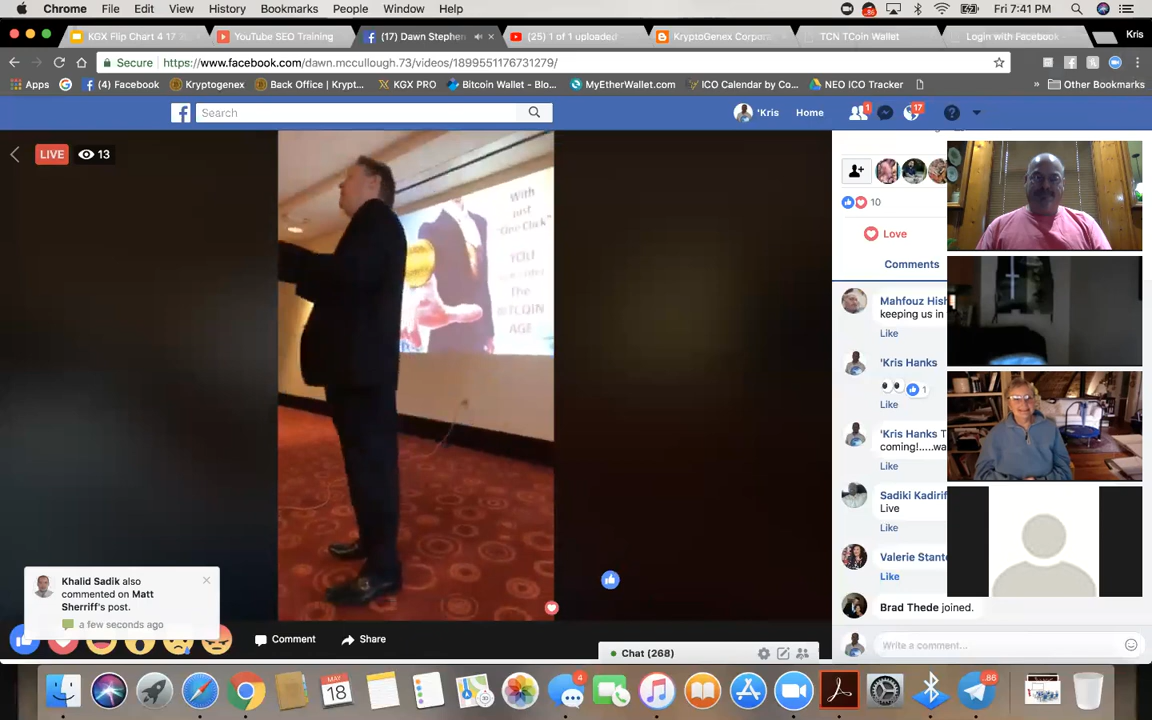 Chrome File Edit View History Bookmarks People Window Help
.86
Fri 7:41 PM
KGX Flip Chart 4 17
YouTube SEO Training
(17) Dawn Stephen
(25) 1 of 1 uploaded
KryptoGenex Corpora
TCN TCoin Wallet
Login with Facebook
Kris
Secure https://www.facebook.com/dawn.mccullough.73/videos/1899551176731279/
Apps
(4) Facebook
Kryptogenex
Back Office | Krypt...
KGX PRO
Bitcoin Wallet - Blo...
MyEtherWallet.com
ICO Calendar by Co...
NEO ICO Tracker
» Other Bookmarks
Search
'Kris
Home
1
17
LIVE 13
With
just
"One Click"
YOU
The
BITCOIN
AGE
10
Love
Comments
Mahfouz Hish
keeping us in
Like
'Kris Hanks
1
Like
'Kris Hanks T
coming!.....wa
Like
Sadiki Kadirif
Live
Like
Valerie Stant
Like
Brad Thede joined.
Write a comment...
Khalid Sadik also
commented on Matt
Sherriff's post.
a few seconds ago
Comment
Share
Chat (268)
MAY
18
4
.86